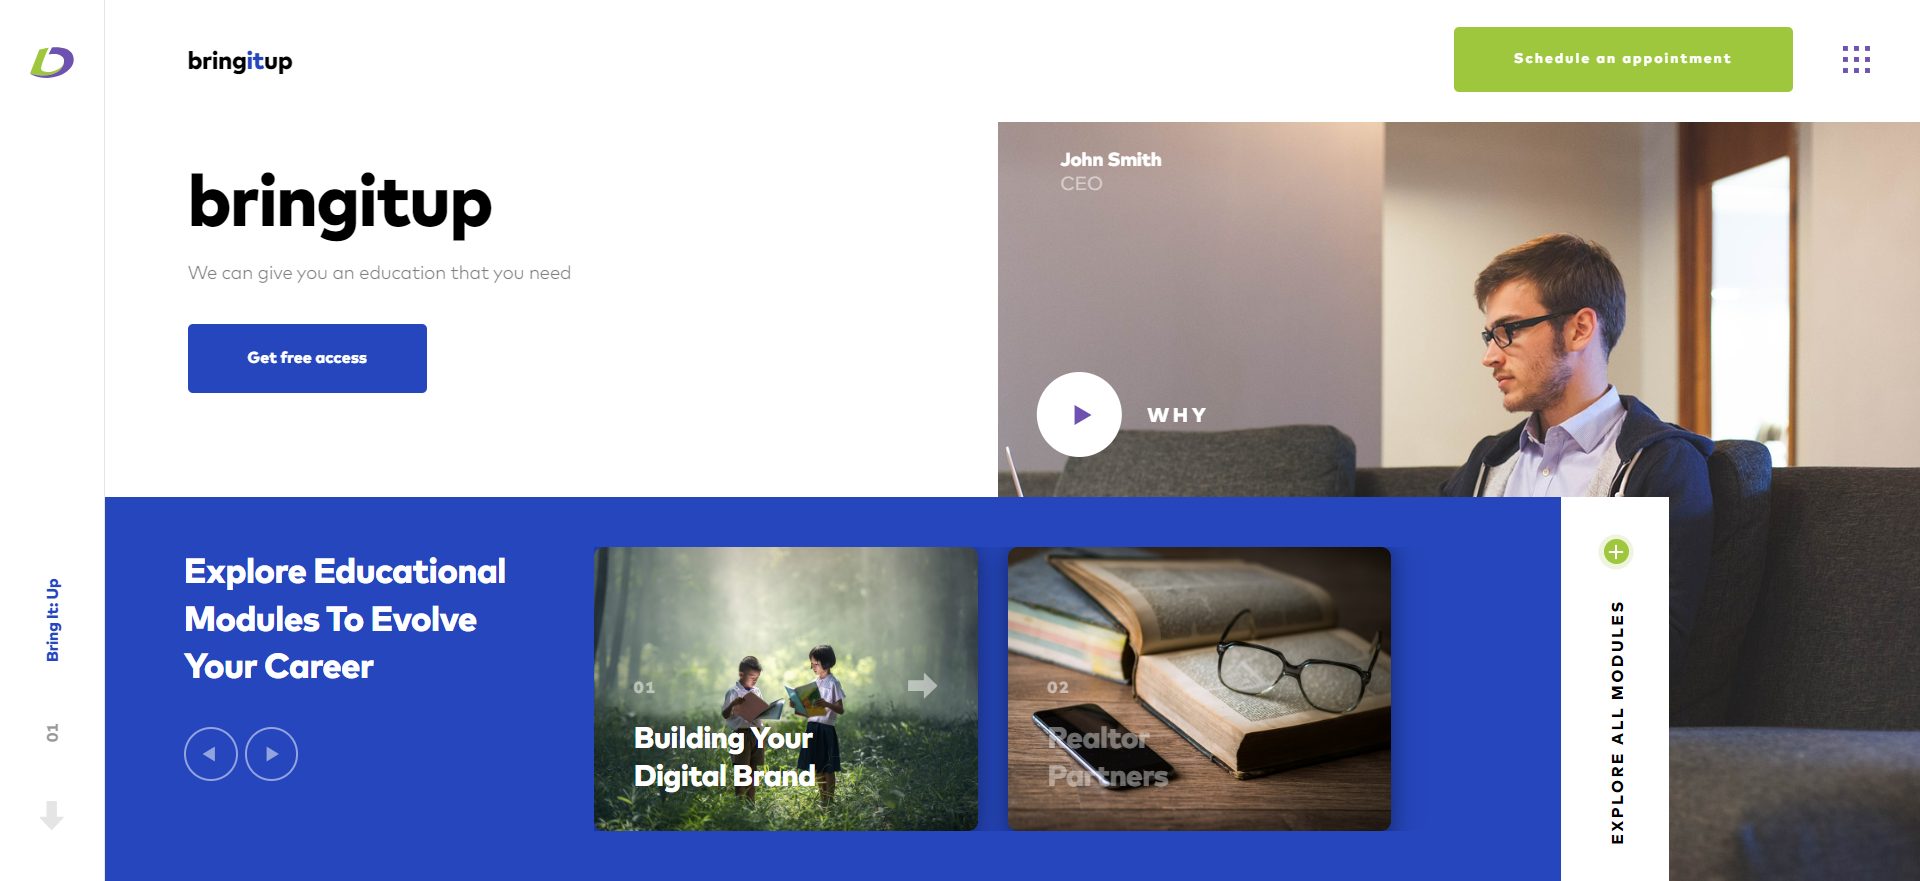 bringitup
Schedule an appointment
bringitup
We can give you an education that you need
Get free access
John Smith
CEO
WHY
Explore Educational
Modules To Evolve
Your Career
01
Building Your
Digital Brand
02
Realtor
Partners
EXPLORE ALL MODULES
Bring It: Up
01